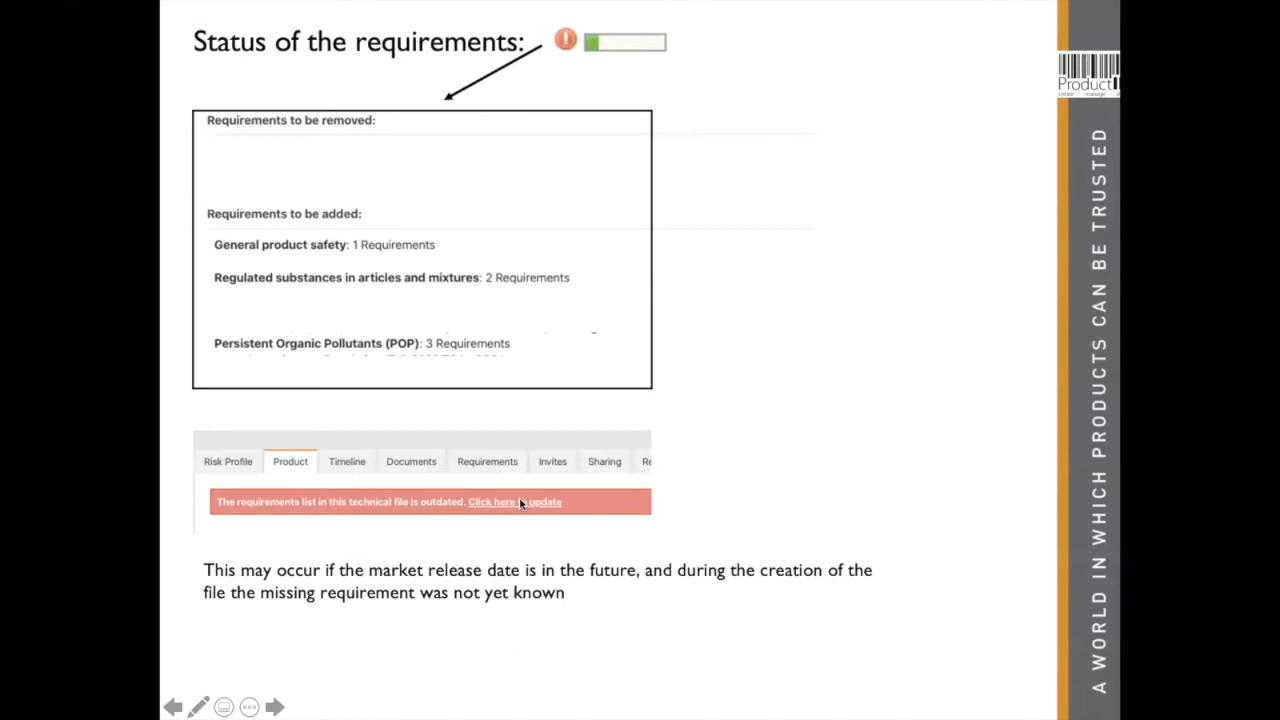 Status of the requirements:
Requirements to be removed:
Requirements to be added:
General product safety: 1 Requirements
Regulated substances in articles and mixtures: 2 Requirements
Persistent Organic Pollutants (POP): 3 Requirements
Risk Profile Product Timeline Documents Requirements Invites Sharing Re
The requirements list in this technical file is outdated. Click here to update
This may occur if the market release date is in the future, and during the creation of the
file the missing requirement was not yet known
ProductI
A WORLD IN WHICH PRODUCTS CAN BE TRUSTED